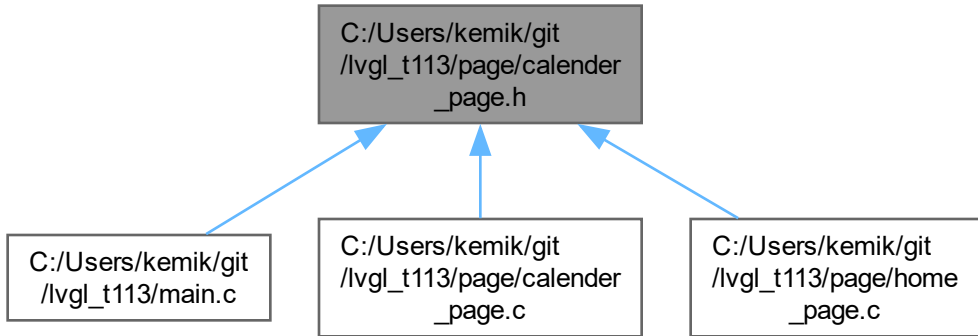 C:/Users/kemik/git
/lvgl_t113/page/calender
_page.h
C:/Users/kemik/git
/lvgl_t113/main.c
C:/Users/kemik/git
/lvgl_t113/page/calender
_page.c
C:/Users/kemik/git
/lvgl_t113/page/home
_page.c